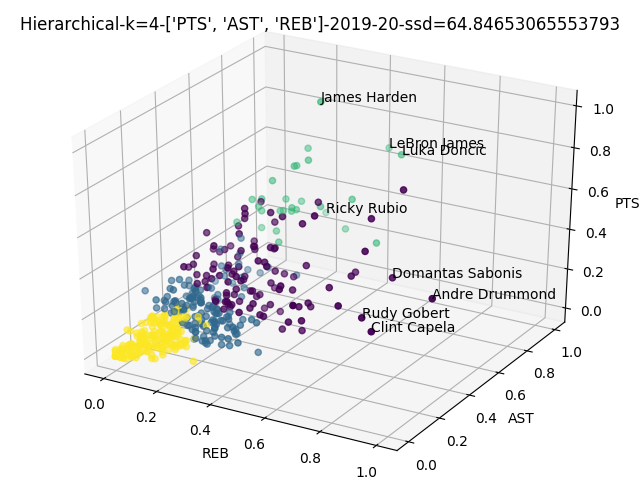 Hierarchical-k=4-['PTS', 'AST', 'REB']-2019-20-ssd=64.84653065553793
James Harden
LeBron James
Luka Doncic
Ricky Rubio
Domantas Sabonis
Andre Drummond
Rudy Gobert
Clint Capela
1.0
0.8
0.6
0.4
0.2
0.0
PTS
0.0
0.2
0.4
0.6
0.8
1.0
REB
0.0
0.2
0.4
0.6
0.8
1.0
AST